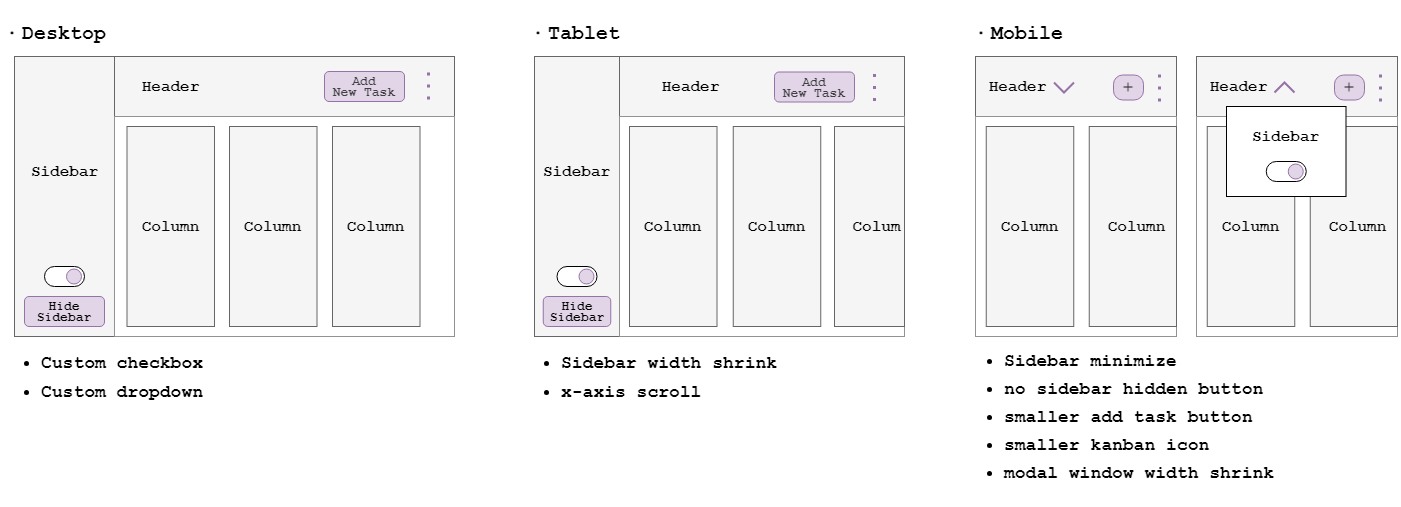 · Desktop
Header
Add
New Task
Sidebar
Column
Column
Column
Hide
Sidebar
• Custom checkbox
• Custom dropdown
· Tablet
Header
Add
New Task
Sidebar
Column
Column
Colum
Hide
Sidebar
• Sidebar width shrink
• x-axis scroll
· Mobile
Header
+
Column
Column
Header
+
Sidebar
Column
Column
• Sidebar minimize
• no sidebar hidden button
• smaller add task button
• smaller kanban icon
• modal window width shrink